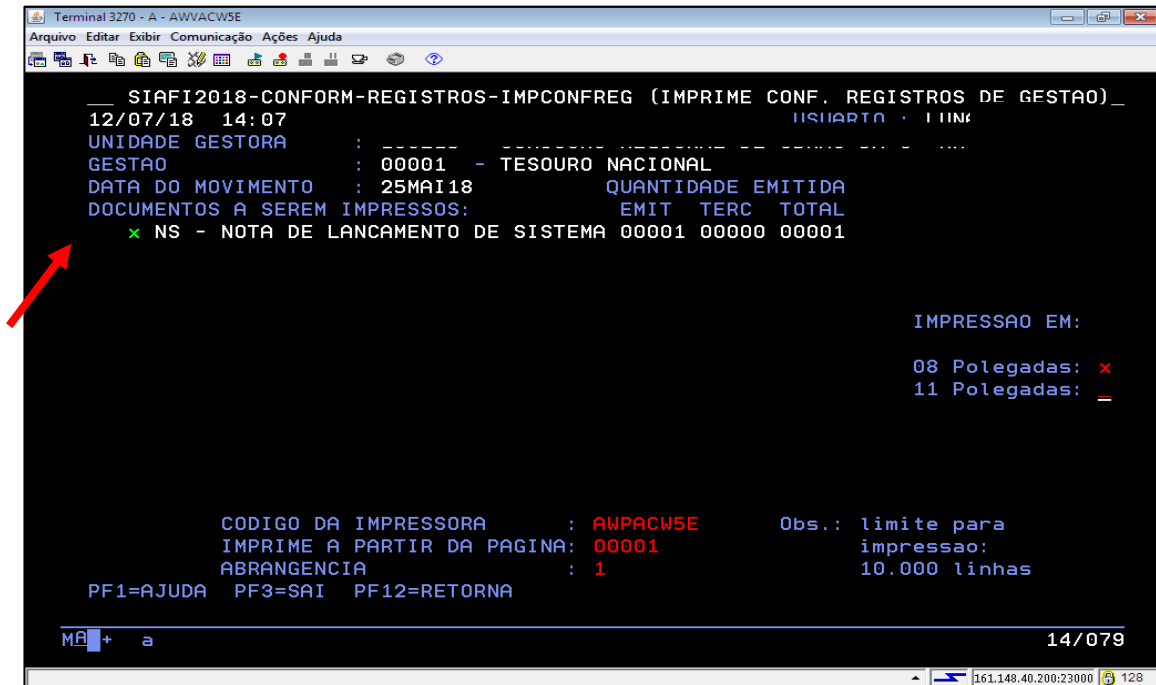 Terminal 3270 - A - AWVACW5E
Arquivo Editar Exibir Comunicação Ações Ajuda
__ SIAFI2018-CONFORM-REGISTROS-IMPCONFREG (IMPRIME CONF. REGISTROS DE GESTAO)_
12/07/18 14:07 USUARIO :
UNIDADE GESTORA :
GESTAO : 00001 - TESOURO NACIONAL
DATA DO MOVIMENTO : 25MAI18 QUANTIDADE EMITIDA
DOCUMENTOS A SEREM IMPRESSOS: EMIT TERC TOTAL
x NS - NOTA DE LANCAMENTO DE SISTEMA 00001 00000 00001
IMPRESSAO EM:
08 Polegadas: x
11 Polegadas: _
CODIGO DA IMPRESSORA : AWPACW5E Obs.: limite para
IMPRIME A PARTIR DA PAGINA: 00001 impressao:
ABRANGENCIA : 1 10.000 linhas
PF1=AJUDA PF3=SAI PF12=RETORNA
MA + a 14/079
161.148.40.200:23000 128